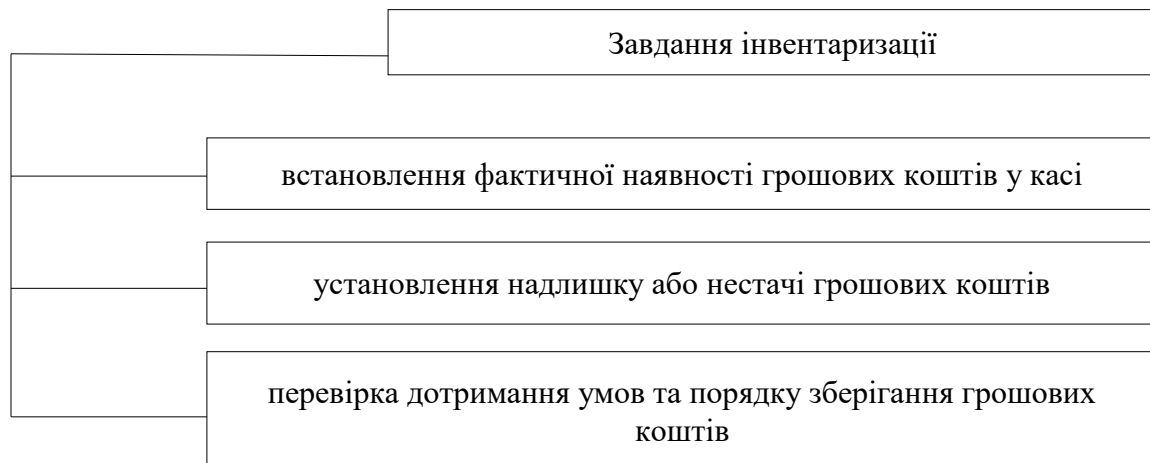 Завдання інвентаризації
встановлення фактичної наявності грошових коштів у касі
установлення надлишку або нестачі грошових коштів
перевірка дотримання умов та порядку зберігання грошових
коштів